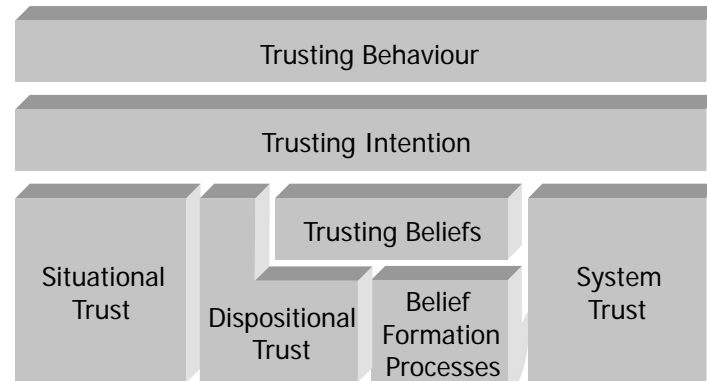 Trusting Behaviour
Trusting Intention
Trusting Beliefs
Situational
Trust
Dispositional
Trust
Belief
Formation
Processes
System
Trust